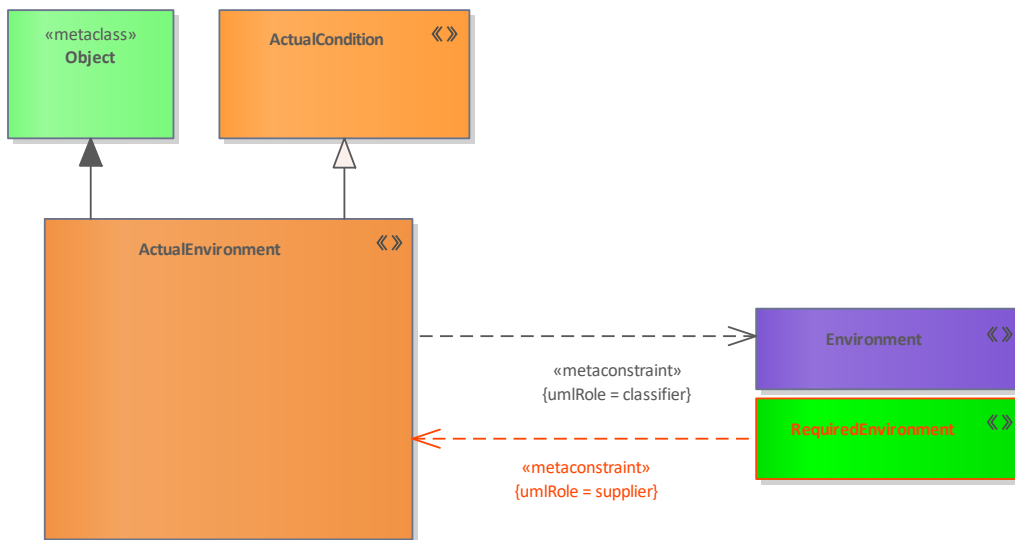 «metaclass»
Object
ActualCondition
ActualEnvironment
Environment
«metaconstraint»
{umlRole = classifier}
RequiredEnvironment
«metaconstraint»
{umlRole = supplier}